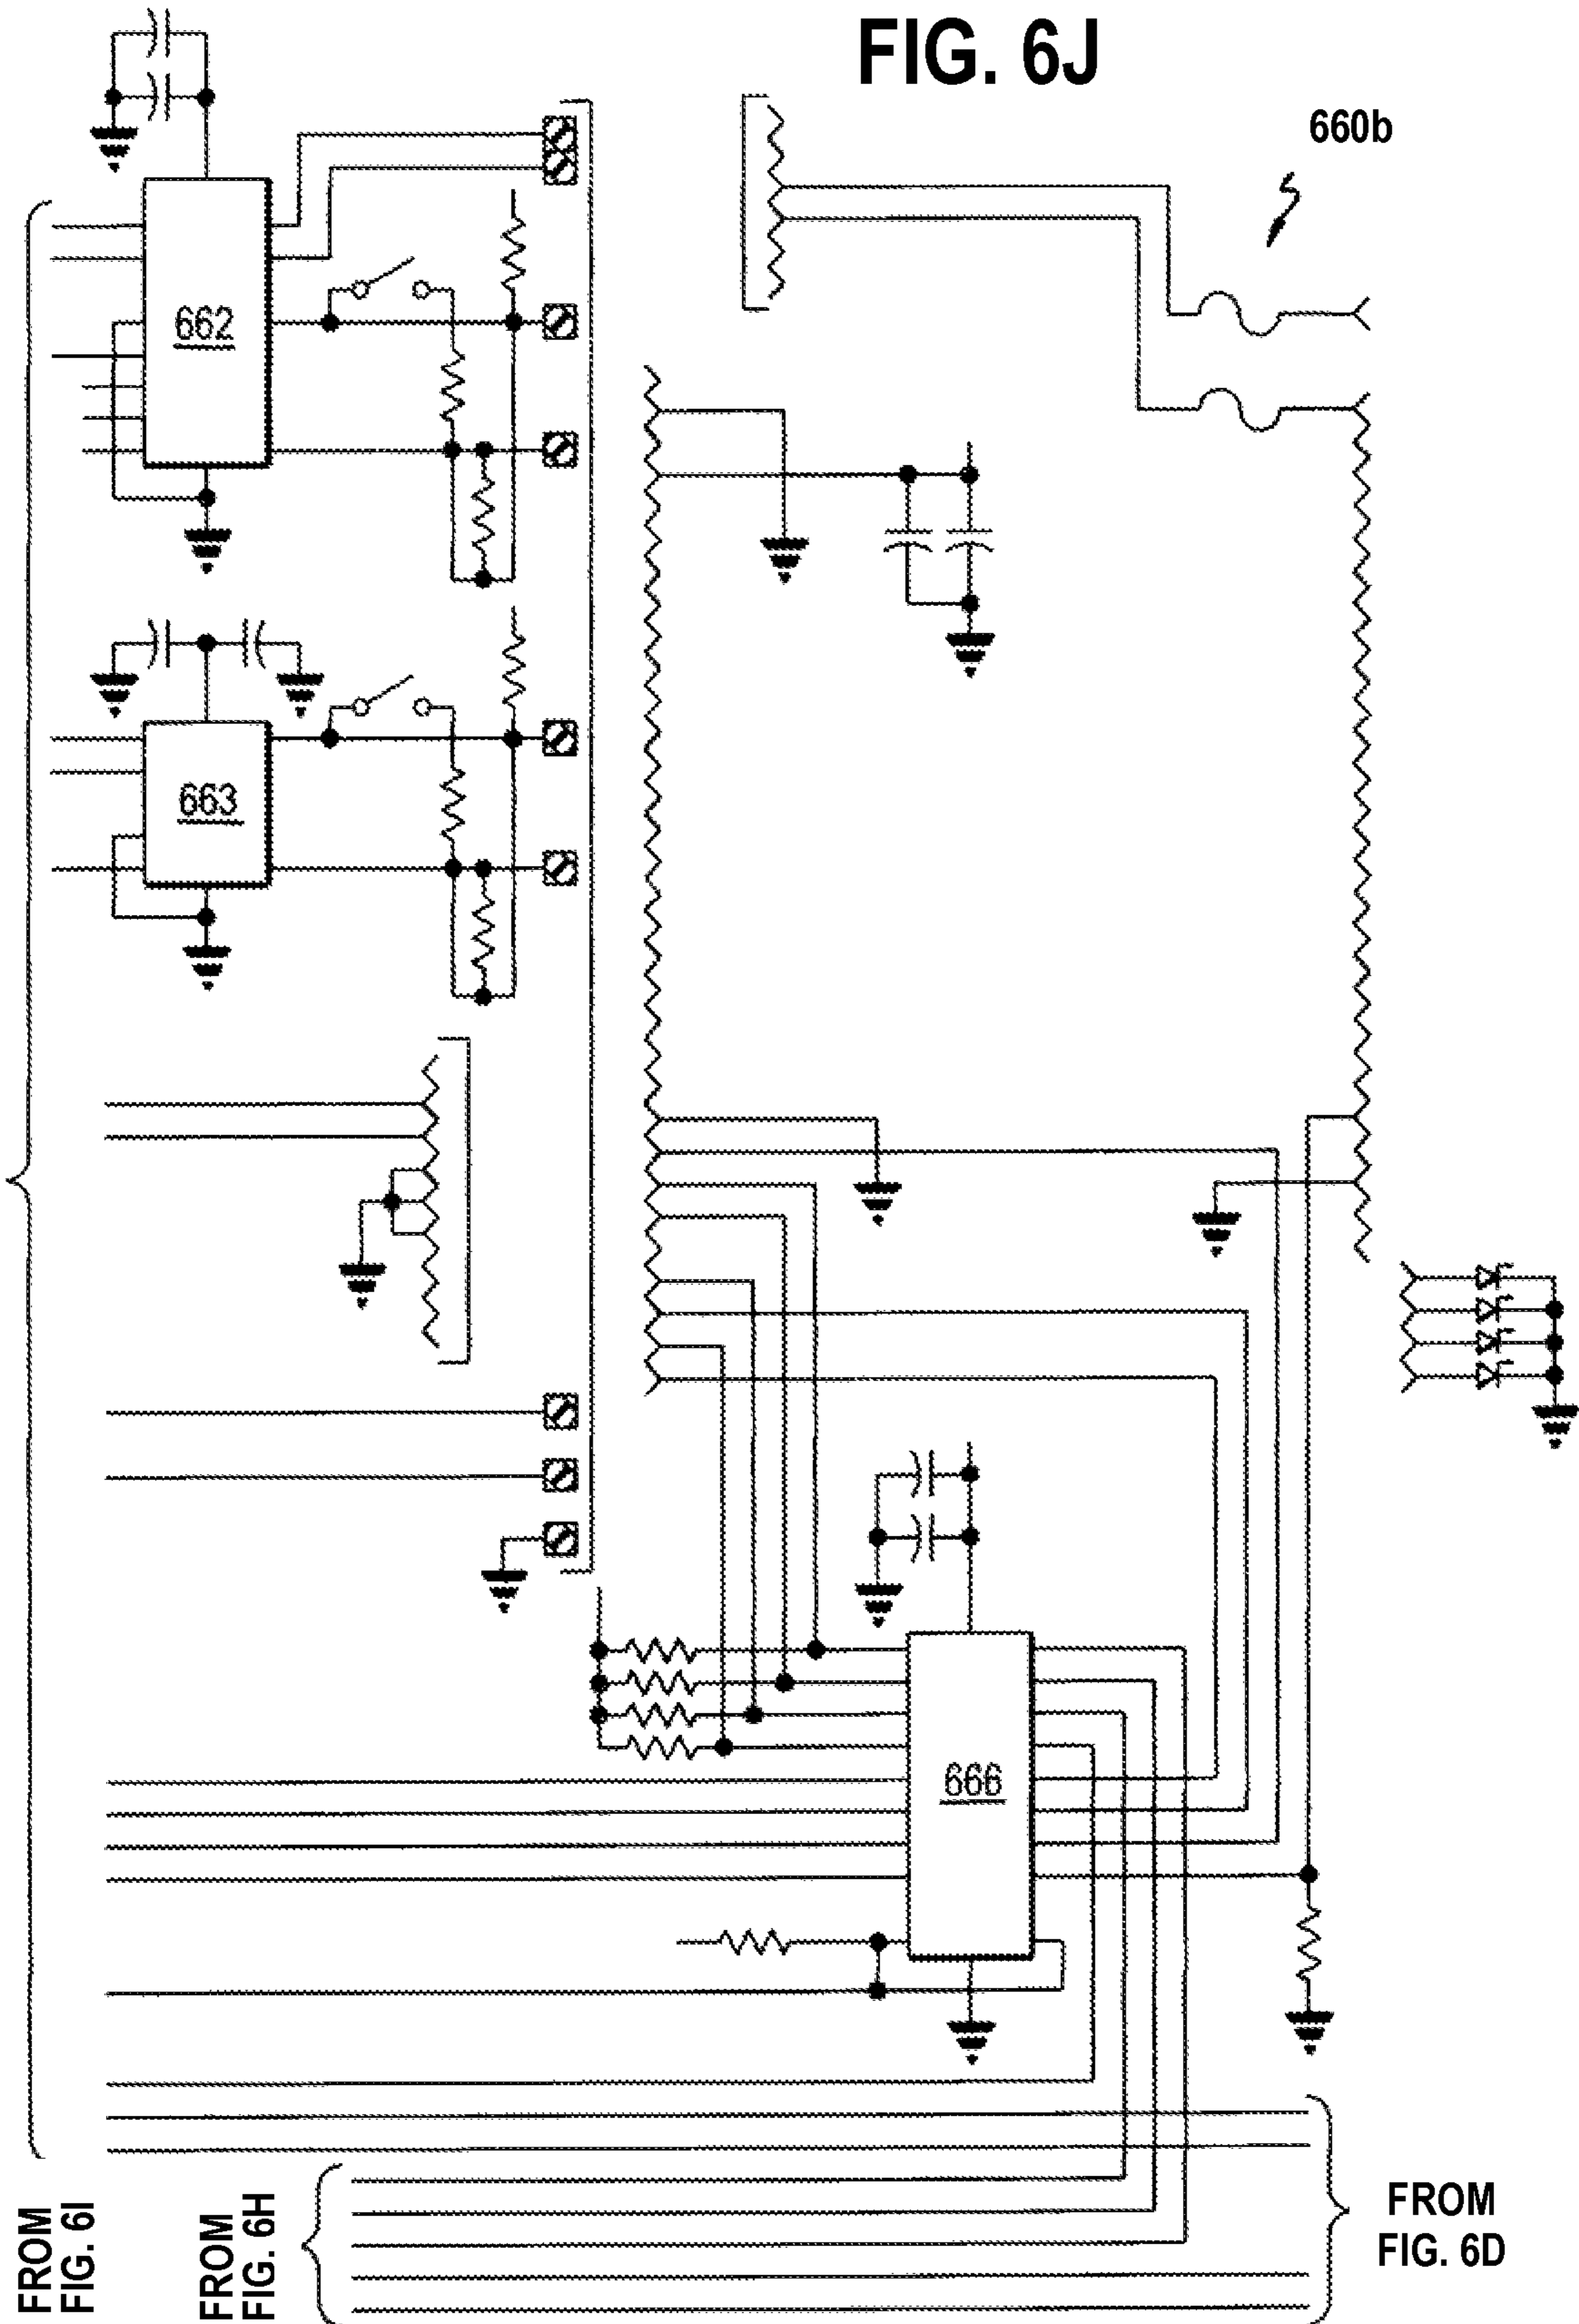 FIG. 6J
660b
662
663
666
FROM
FIG. 6I
FROM
FIG. 6H
FROM
FIG. 6D